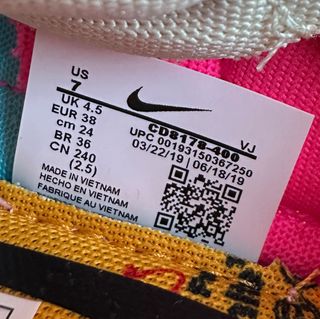 US
7
UK 4.5
EUR 38
cm 24
BR 36
CN 240
(2.5)
MADE IN VIETNAM
HECHO EN VIETNAM
FABRIQUE AU VIETNAM
CD8178-400 VJ
UPC 00193150367250
03/22/19 | 06/18/19